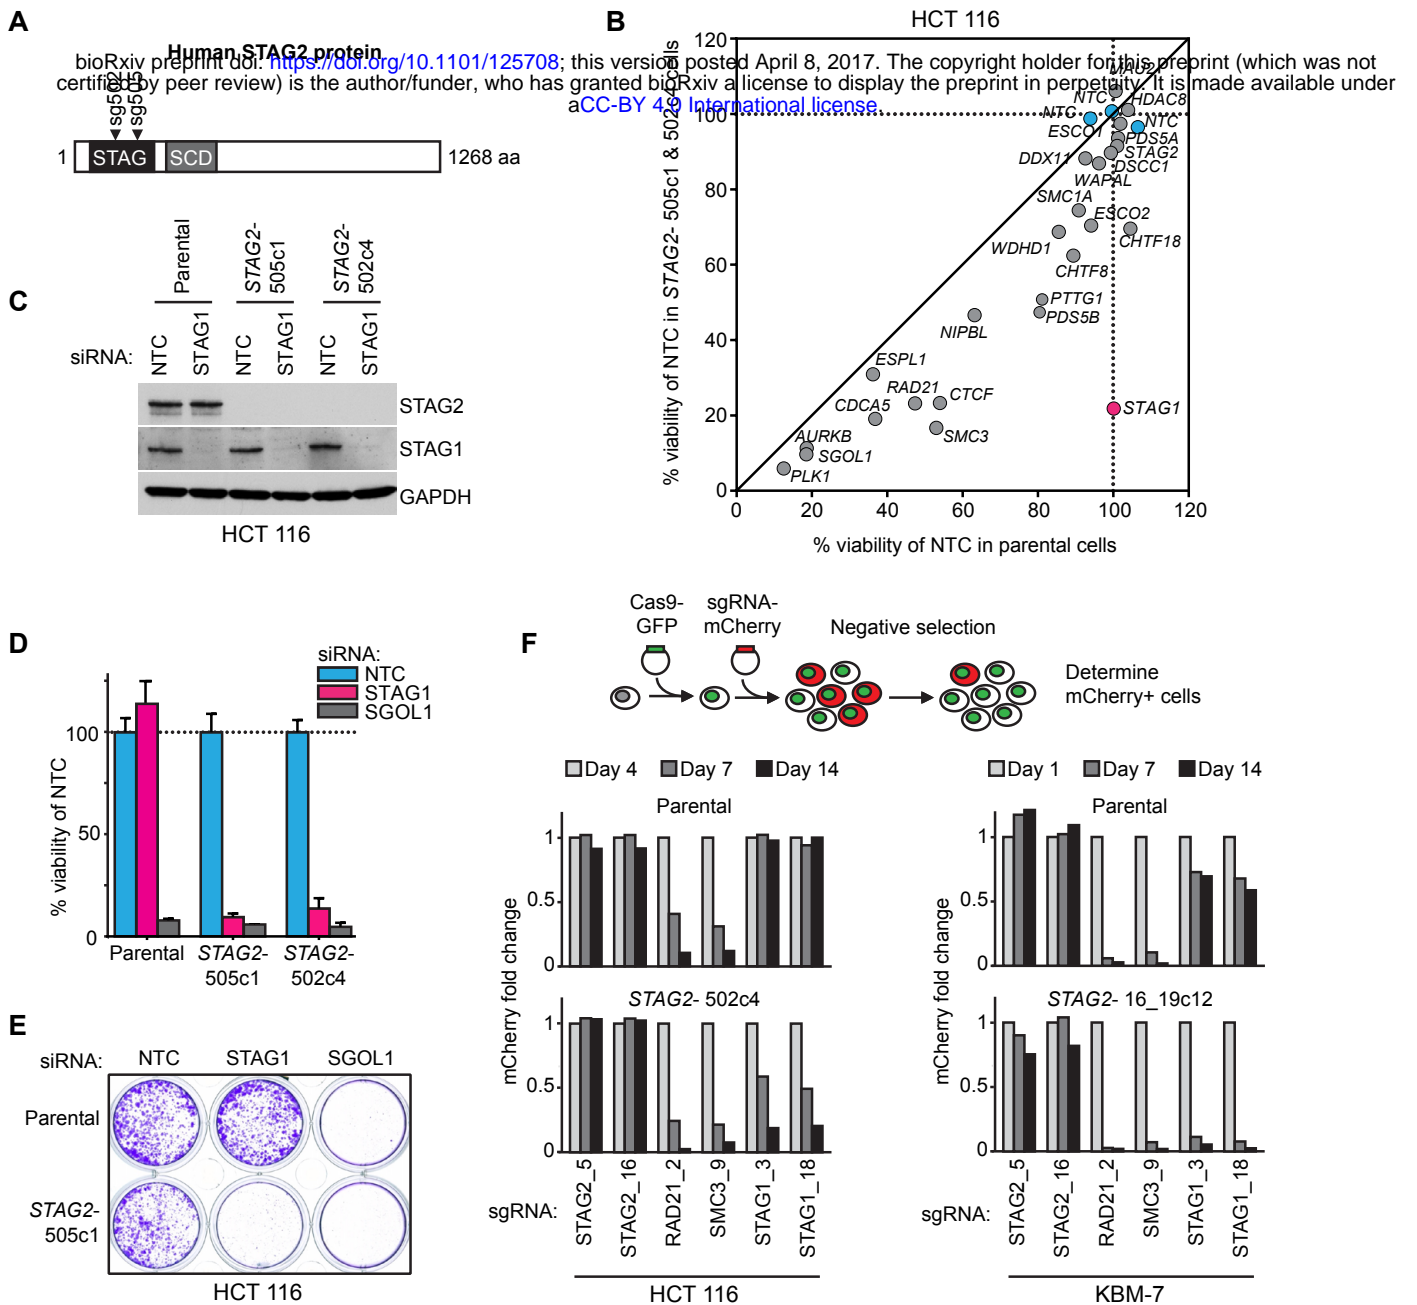 A
Human STAG2 protein
bioRxiv preprint doi: https://doi.org/10.1101/125708; this version posted April 8, 2017. The copyright holder for this preprint (which was not
certified by peer review) is the author/funder, who has granted bioRxiv a license to display the preprint in perpetuity. It is made available under
aCC-BY 4.0 International license.
sg502
sg505
1
STAG
SCD
1268 aa
B
HCT 116
% viability of NTC in STAG2- 505c1 & 502c4 cells
120
100
80
60
40
20
0
MAU2
NTC
HDAC8
NTC
NTC
ESCO1
PDS5A
STAG2
DDX11
DSCC1
WAPAL
SMC1A
ESCO2
WDHD1
CHTF18
CHTF8
PTTG1
PDS5B
NIPBL
ESPL1
RAD21
CTCF
STAG1
CDCA5
SMC3
AURKB
SGOL1
PLK1
0
20
40
60
80
100
120
% viability of NTC in parental cells
C
Parental
STAG2-
505c1
STAG2-
502c4
siRNA:
NTC
STAG1
NTC
STAG1
NTC
STAG1
STAG2
STAG1
GAPDH
HCT 116
D
siRNA:
NTC
STAG1
SGOL1
% viability of NTC
100
50
0
Parental
STAG2-
505c1
STAG2-
502c4
E
siRNA:
NTC
STAG1
SGOL1
Parental
STAG2-
505c1
HCT 116
F
Cas9-
GFP
sgRNA-
mCherry
Negative selection
Determine
mCherry+ cells
Day 4
Day 7
Day 14
Parental
1
0.5
0
mCherry fold change
STAG2- 502c4
1
0.5
0
sgRNA:
STAG2_5
STAG2_16
RAD21_2
SMC3_9
STAG1_3
STAG1_18
HCT 116
Day 1
Day 7
Day 14
Parental
1
0.5
0
mCherry fold change
STAG2- 16_19c12
1
0.5
0
sgRNA:
STAG2_5
STAG2_16
RAD21_2
SMC3_9
STAG1_3
STAG1_18
KBM-7